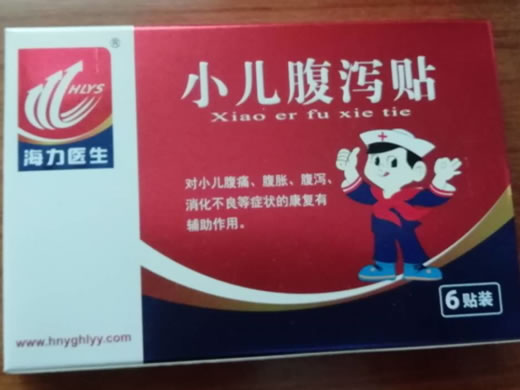 HLYS
®
海力医生
小儿腹泻贴
Xiao er fu xie tie
对小儿腹痛、腹胀、腹泻、
消化不良等症状的康复有
辅助作用。
6贴装
www.hnyghlyy.com